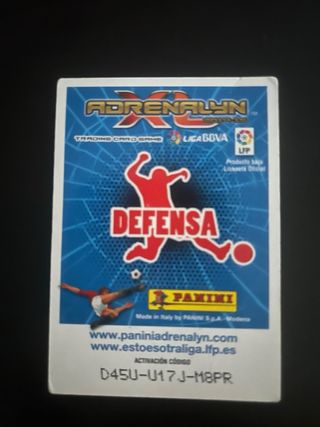 ADRENALYN
XL
TRADING CARD GAME
LIGA BBVA
LFP
Producto bajo
Licencia Oficial
DEFENSA
PANINI
Made in Italy by PANINI S.p.A. - Modena
www.paniniadrenalyn.com
www.estoesotraliga.lfp.es
ACTIVACIÓN CÓDIGO
D45U-U17J-M8PR